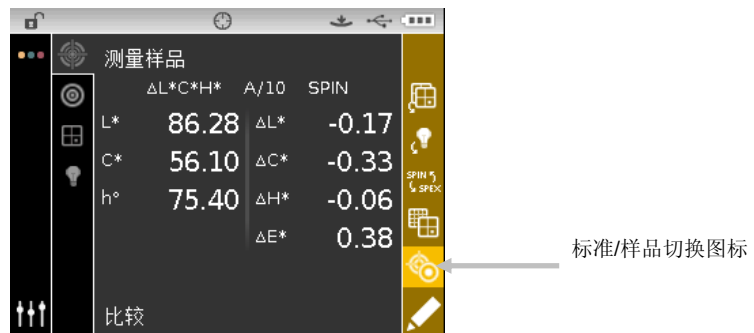 测量样品
ΔL*C*H* A/10 SPIN
L* 86.28 ΔL* -0.17
C* 56.10 ΔC* -0.33
h° 75.40 ΔH* -0.06
ΔE* 0.38
比较
SPIN
SPEX
标准/样品切换图标